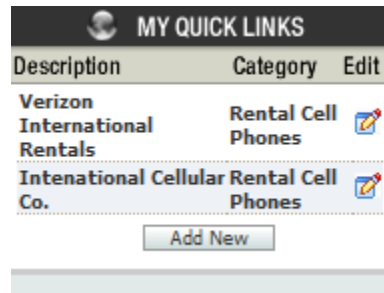 MY QUICK LINKS
Description Category Edit
Verizon International Rentals Rental Cell Phones
Intenational Cellular Co. Rental Cell Phones
Add New